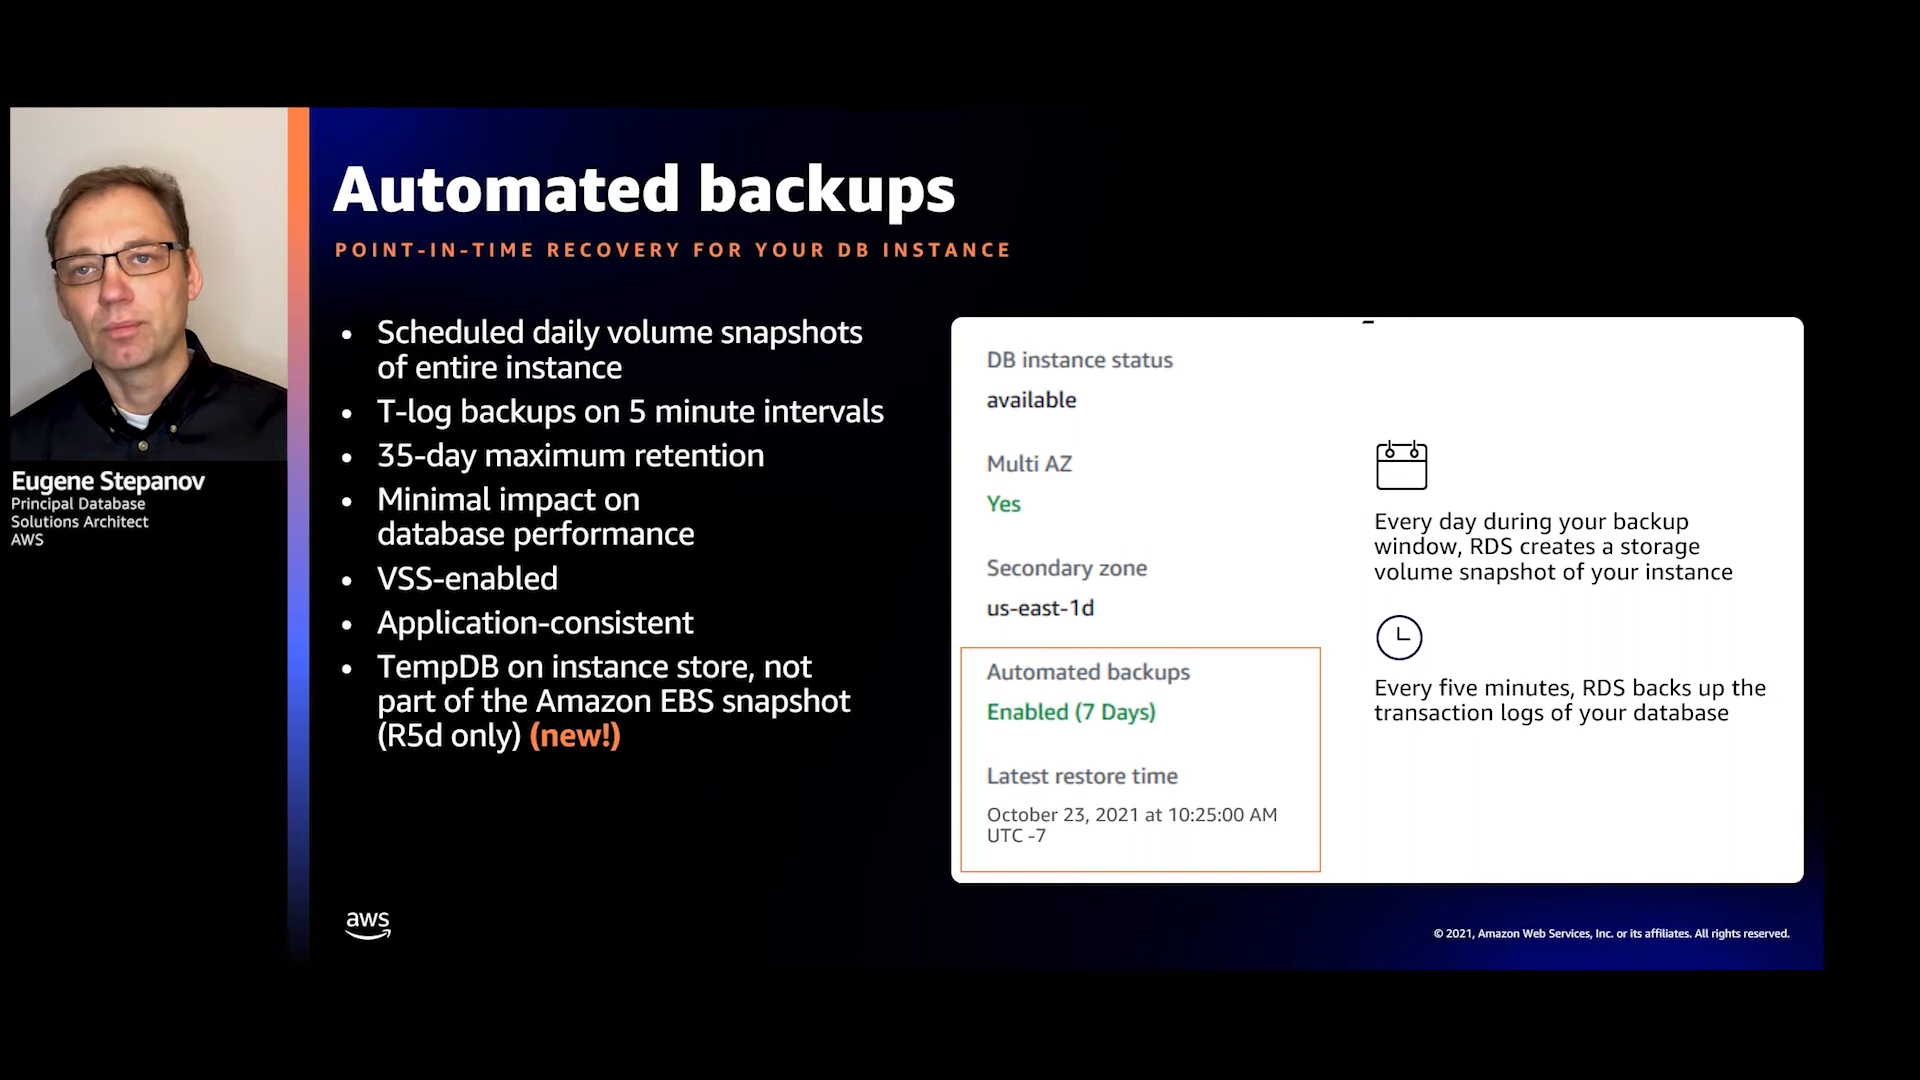 Automated backups
POINT-IN-TIME RECOVERY FOR YOUR DB INSTANCE
• Scheduled daily volume snapshots
of entire instance
• T-log backups on 5 minute intervals
• 35-day maximum retention
• Minimal impact on
database performance
• VSS-enabled
• Application-consistent
• TempDB on instance store, not
part of the Amazon EBS snapshot
(R5d only) (new!)
DB instance status
available
Multi AZ
Yes
Secondary zone
us-east-1d
Automated backups
Enabled (7 Days)
Latest restore time
October 23, 2021 at 10:25:00 AM
UTC -7
Every day during your backup
window, RDS creates a storage
volume snapshot of your instance
Every five minutes, RDS backs up the
transaction logs of your database
Eugene Stepanov
Principal Database
Solutions Architect
AWS
aws
© 2021, Amazon Web Services, Inc. or its affiliates. All rights reserved.